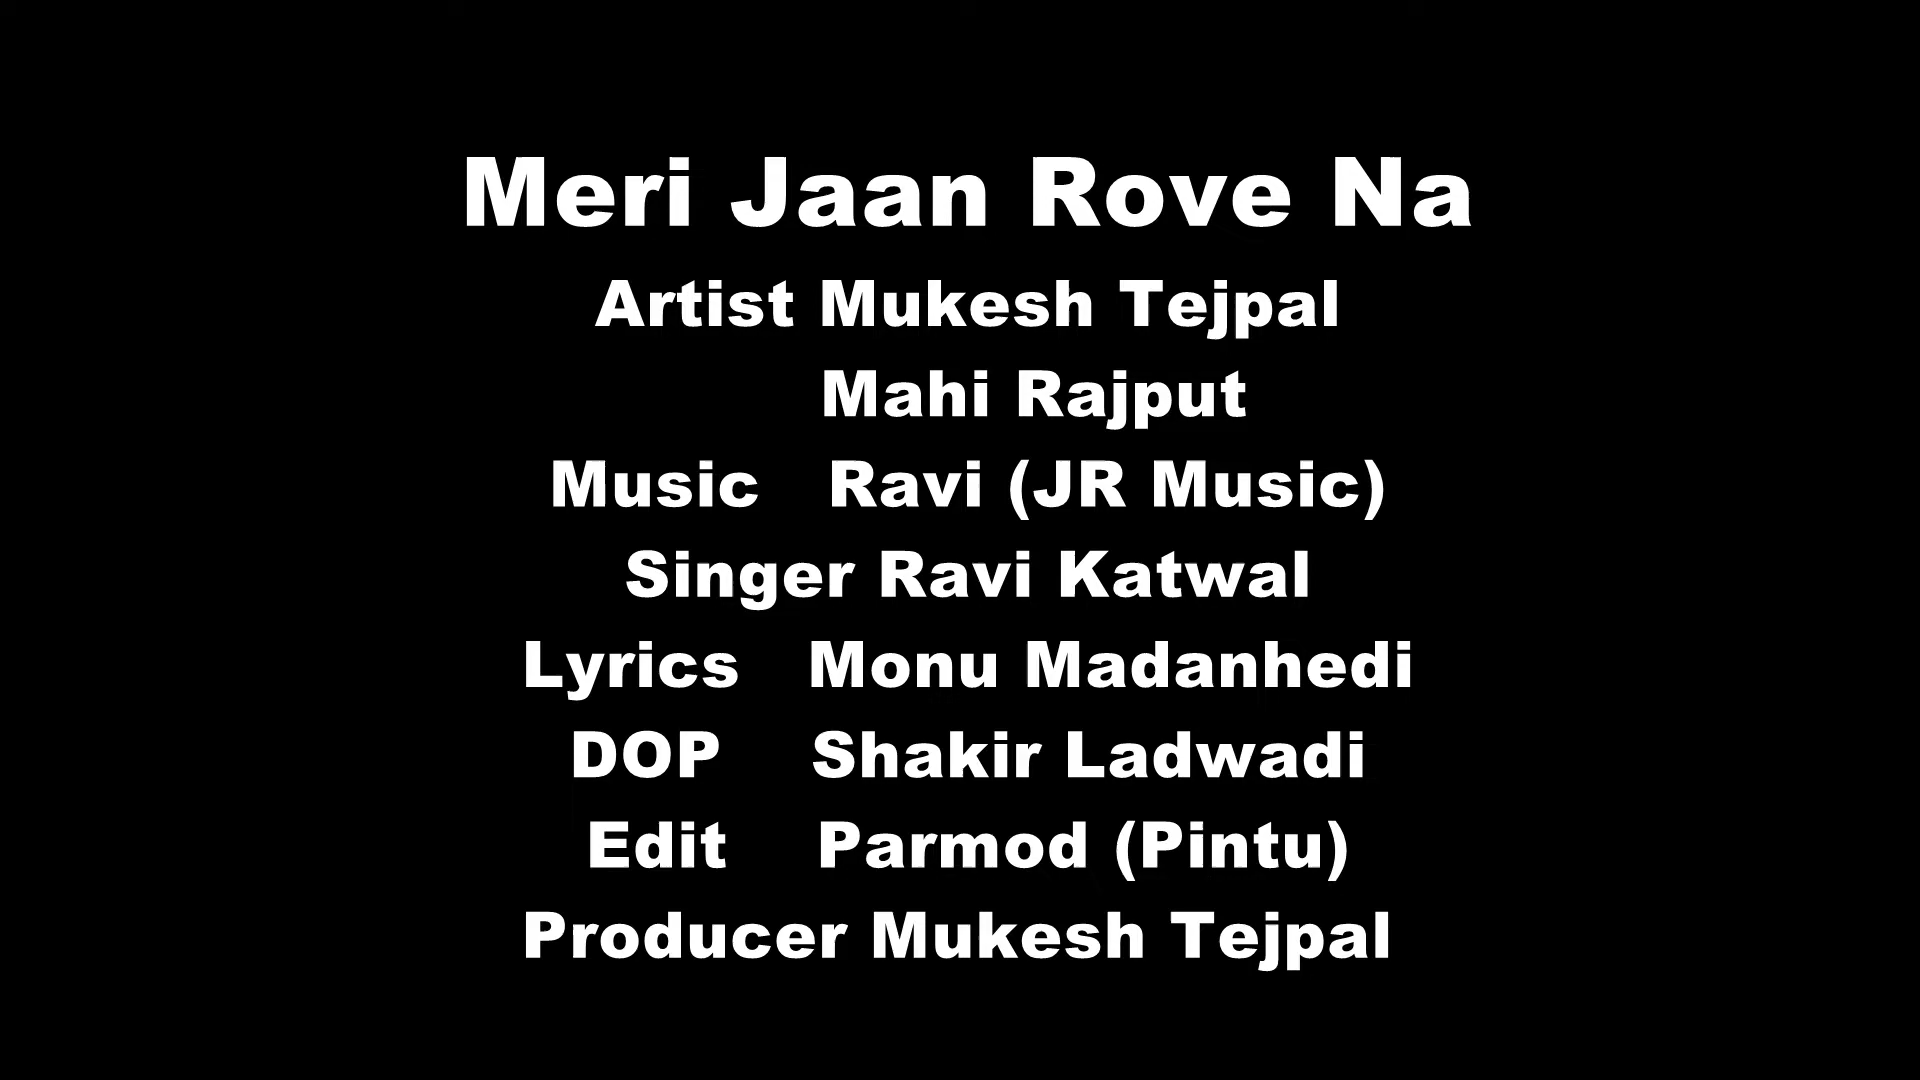 Meri Jaan Rove Na
Artist Mukesh Tejpal
Mahi Rajput
Music Ravi (JR Music)
Singer Ravi Katwal
Lyrics Monu Madanhedi
DOP Shakir Ladwadi
Edit Parmod (Pintu)
Producer Mukesh Tejpal